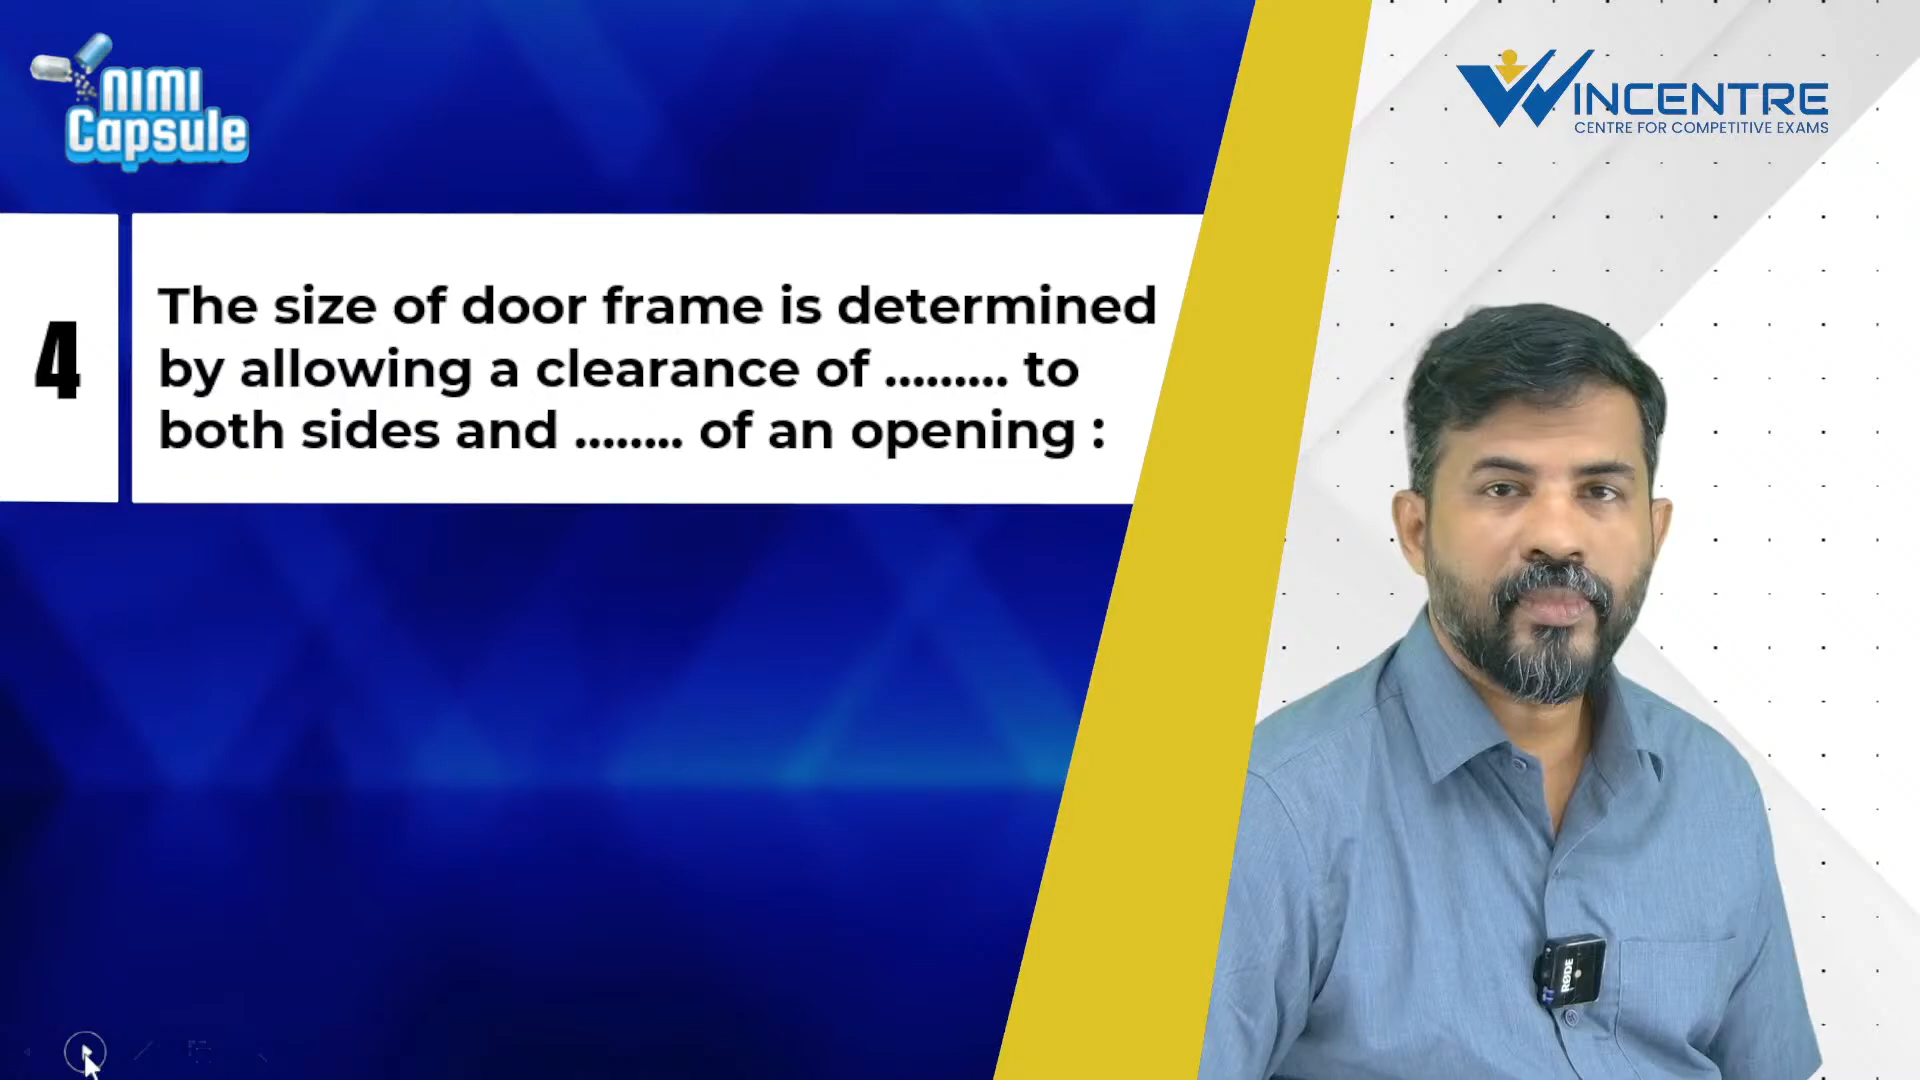 NIMI
Capsule
WINCENTRE
CENTRE FOR COMPETITIVE EXAMS
4
The size of door frame is determined
by allowing a clearance of ......... to
both sides and ........ of an opening :
RØDE